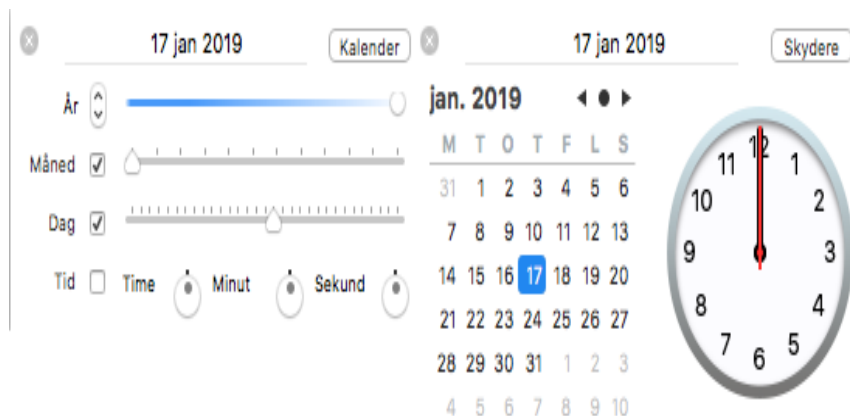 17 jan 2019 Kalender
År
Måned
Dag
Tid Time Minut Sekund
17 jan 2019 Skydere
jan. 2019
M T O T F L S
31 1 2 3 4 5 6
7 8 9 10 11 12 13
14 15 16 17 18 19 20
21 22 23 24 25 26 27
28 29 30 31 1 2 3
4 5 6 7 8 9 10
12
1
2
3
4
5
6
7
8
9
10
11